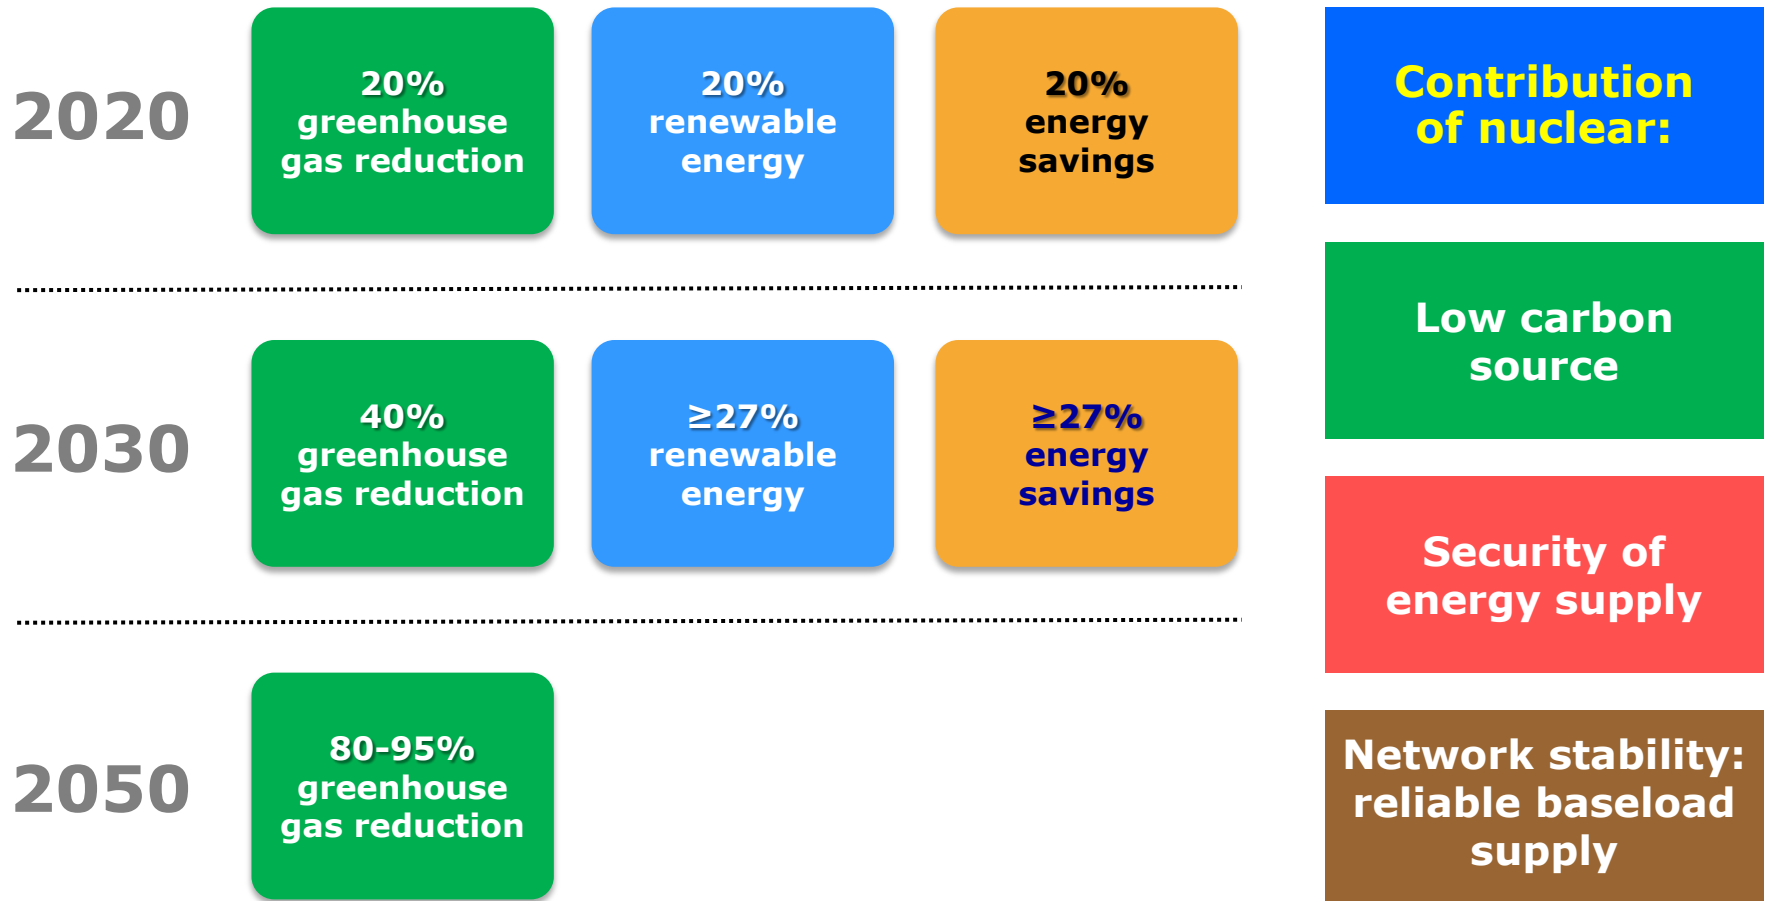 2020
20%
greenhouse
gas reduction
20%
renewable
energy
20%
energy
savings
2030
40%
greenhouse
gas reduction
≥27%
renewable
energy
≥27%
energy
savings
2050
80-95%
greenhouse
gas reduction
Contribution
of nuclear:
Low carbon
source
Security of
energy supply
Network stability:
reliable baseload
supply